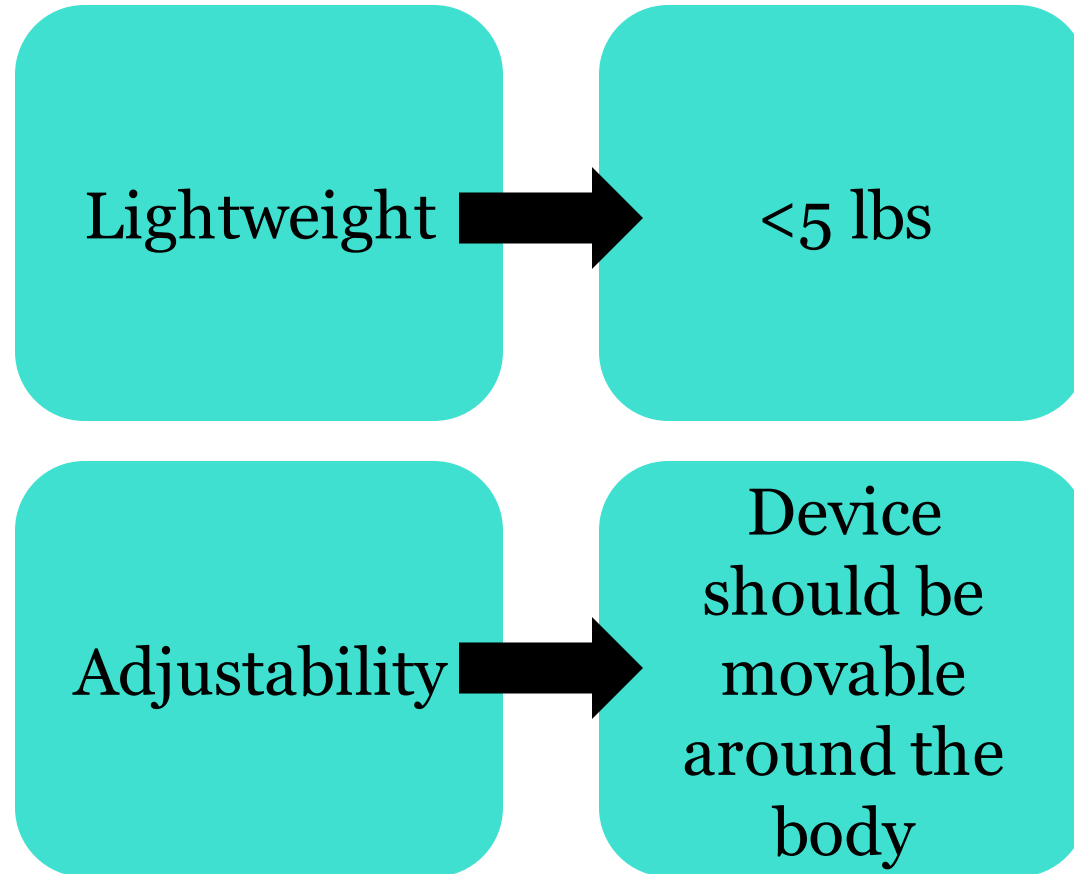 Lightweight
<5 lbs
Adjustability
Device
should be
movable
around the
body